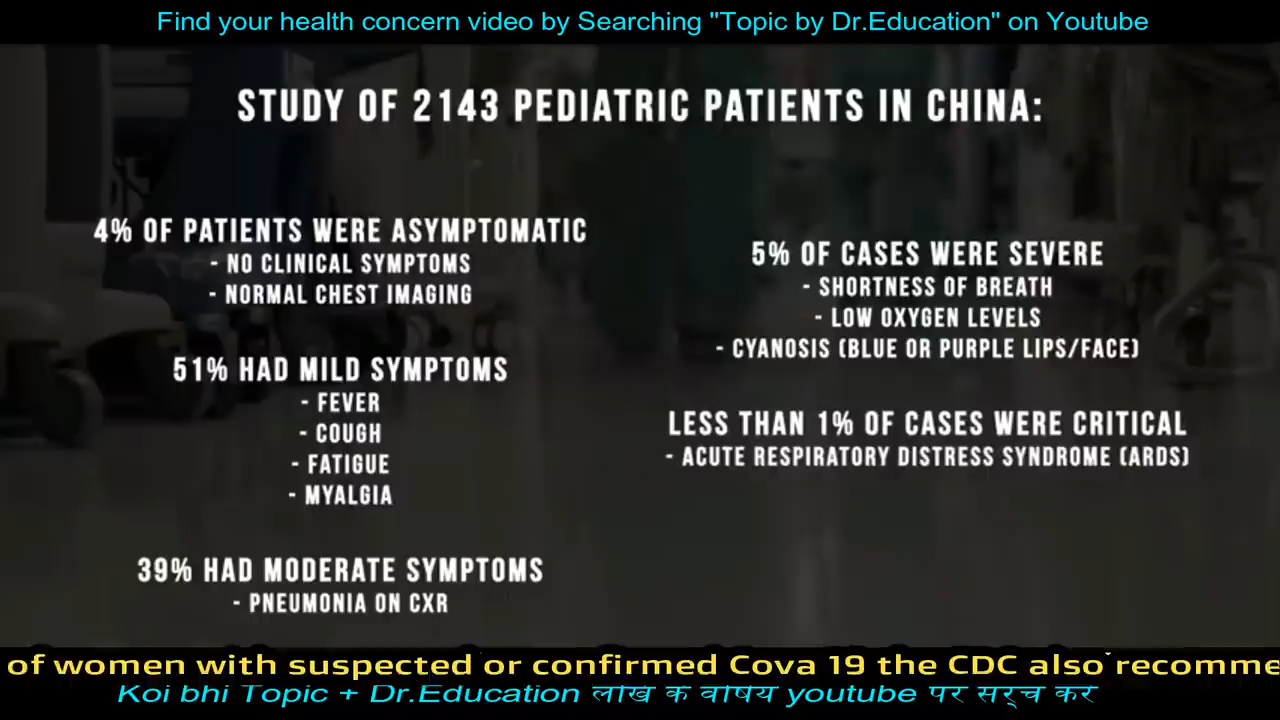 Find your health concern video by Searching "Topic by Dr.Education" on Youtube
STUDY OF 2143 PEDIATRIC PATIENTS IN CHINA:
4% OF PATIENTS WERE ASYMPTOMATIC
- NO CLINICAL SYMPTOMS
- NORMAL CHEST IMAGING
51% HAD MILD SYMPTOMS
- FEVER
- COUGH
- FATIGUE
- MYALGIA
39% HAD MODERATE SYMPTOMS
- PNEUMONIA ON CXR
5% OF CASES WERE SEVERE
- SHORTNESS OF BREATH
- LOW OXYGEN LEVELS
- CYANOSIS (BLUE OR PURPLE LIPS/FACE)
LESS THAN 1% OF CASES WERE CRITICAL
- ACUTE RESPIRATORY DISTRESS SYNDROME (ARDS)
of women with suspected or confirmed Cova 19 the CDC also recomme
Koi bhi Topic + Dr.Education लाख क वाषय youtube पर सर्च कर